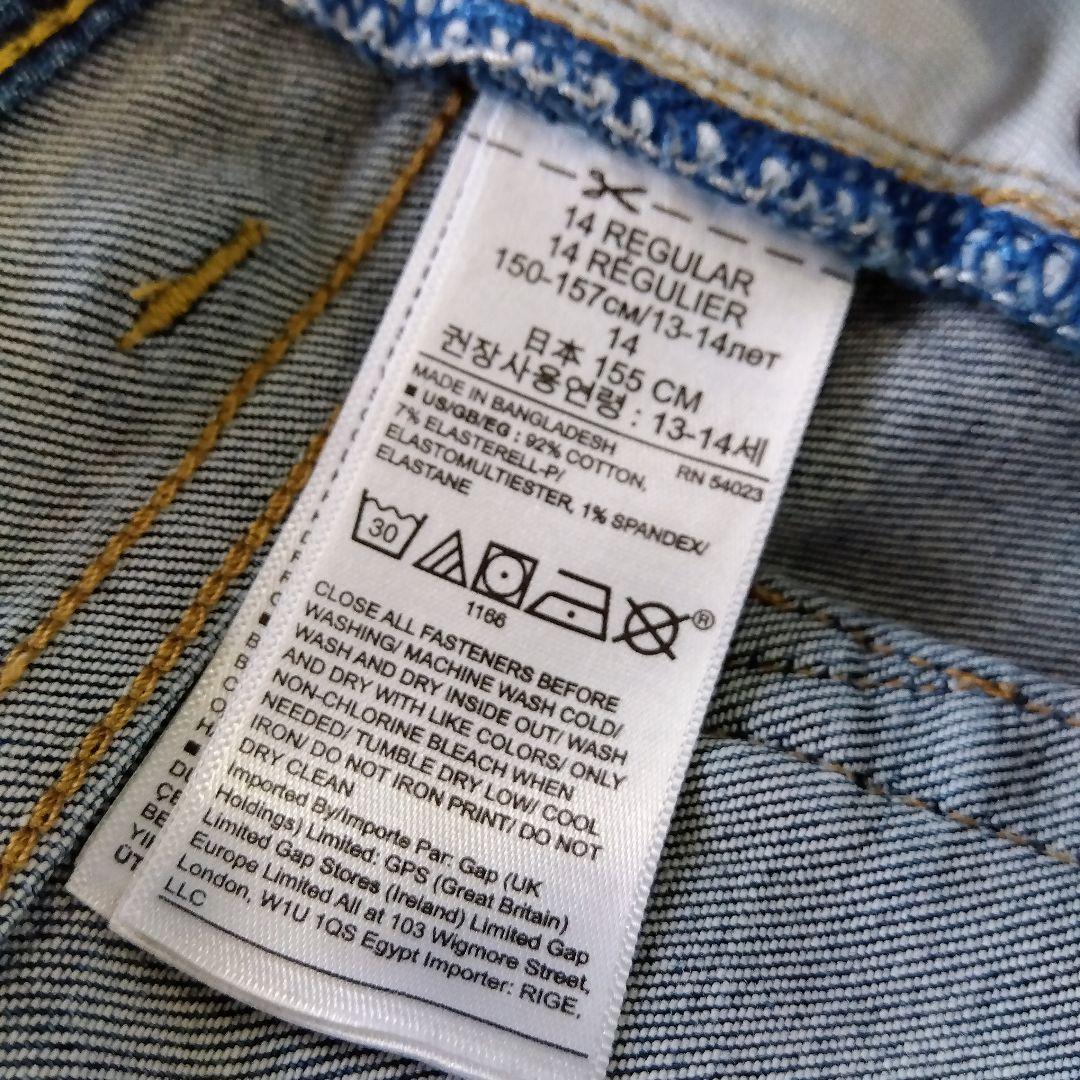 14 REGULAR
14 RÉGULIER
150-157см/13-14лет
14
日本 155 CM
권장사용연령 : 13-14세
MADE IN BANGLADESH RN 54023
■ US/GB/EG : 92% COTTON,
7% ELASTERELL-P/
ELASTOMULTIESTER, 1% SPANDEX/
ELASTANE
30
1166
®
CLOSE ALL FASTENERS BEFORE
WASHING/ MACHINE WASH COLD/
WASH AND DRY INSIDE OUT/ WASH
AND DRY WITH LIKE COLORS/ ONLY
NON-CHLORINE BLEACH WHEN
NEEDED/ TUMBLE DRY LOW/ COOL
IRON/ DO NOT IRON PRINT/ DO NOT
DRY CLEAN
Imported By/Importe Par: Gap (UK
Holdings) Limited: GPS (Great Britain)
Limited Gap Stores (Ireland) Limited Gap
Europe Limited All at 103 Wigmore Street,
London, W1U 1QS Egypt Importer: RIGE,
LLC